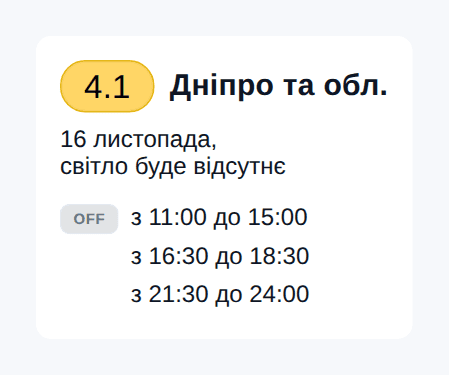 4.1 Дніпро та обл.
16 листопада,
світло буде відсутнє
OFF з 11:00 до 15:00
з 16:30 до 18:30
з 21:30 до 24:00